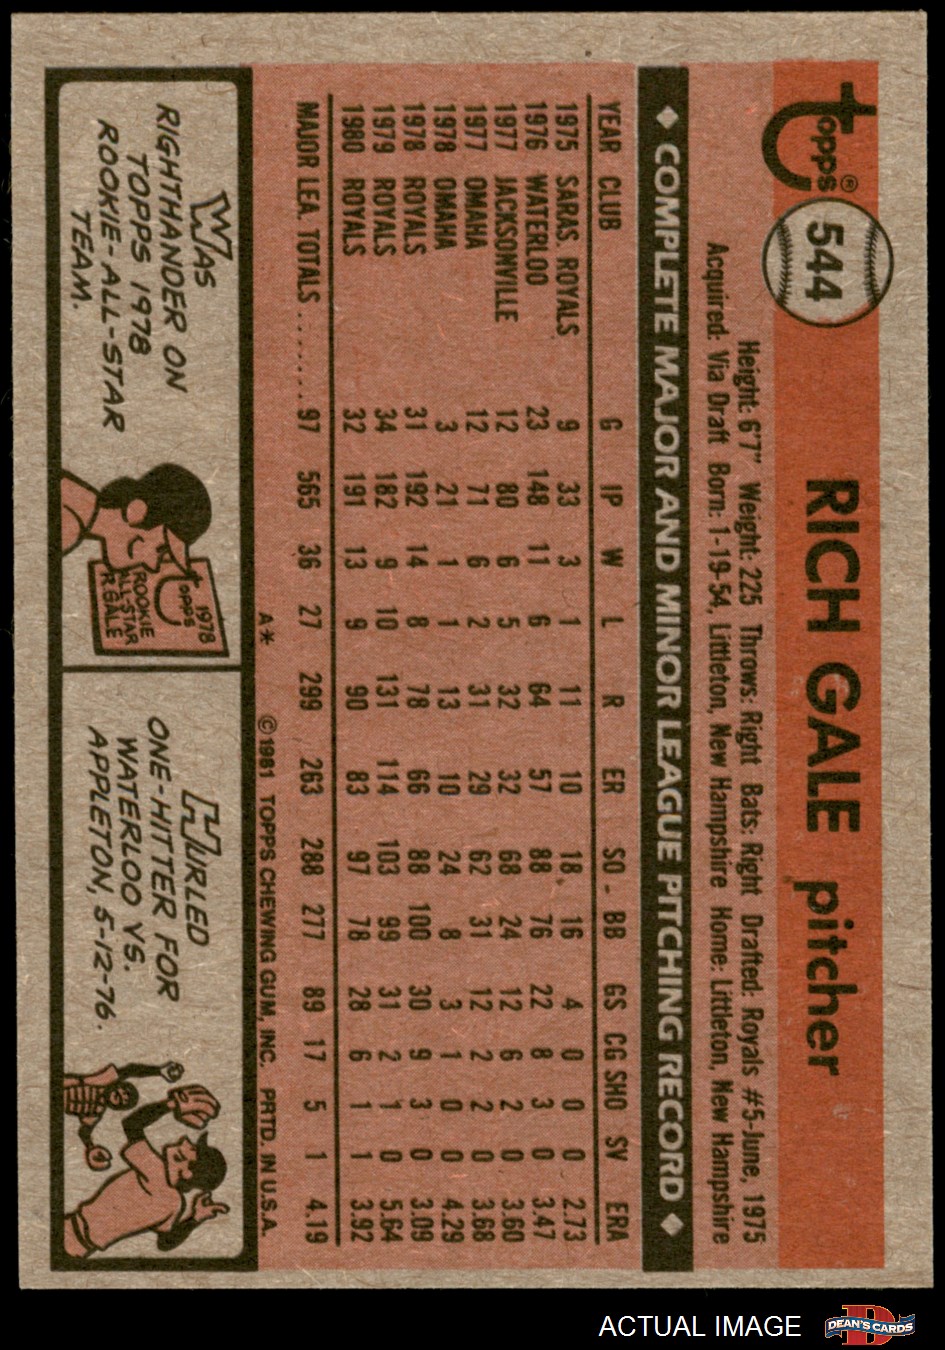 topps®
544
RICH GALE pitcher
Height: 6'7" Weight: 225 Throws: Right Bats: Right Drafted: Royals #5-June, 1975
Acquired: Via Draft Born: 1-19-54, Littleton, New Hampshire Home: Littleton, New Hampshire
◆ COMPLETE MAJOR AND MINOR LEAGUE PITCHING RECORD ◆
YEAR CLUB G IP W L R ER SO BB GS CG SHO SV ERA
1975 SARAS. ROYALS 9 33 3 1 11 10 18 16 4 0 0 0 2.73
1976 WATERLOO 23 148 11 6 64 57 88 76 22 8 3 0 3.47
1977 JACKSONVILLE 12 80 6 5 32 32 68 24 12 6 2 0 3.60
1977 OMAHA 12 71 6 2 31 29 62 31 12 2 2 0 3.68
1978 OMAHA 3 21 1 1 13 10 24 8 3 1 0 0 4.29
1978 ROYALS 31 192 14 8 78 66 88 100 30 9 3 0 3.09
1979 ROYALS 34 182 9 10 131 114 103 99 31 2 1 0 5.64
1980 ROYALS 32 191 13 9 90 83 97 78 28 6 1 1 3.92
MAJOR LEA. TOTALS....... 97 565 36 27 299 263 288 277 89 17 5 1 4.19
A* ©1981 TOPPS CHEWING GUM, INC. PRTD. IN U.S.A.
WAS
RIGHTHANDER ON
TOPPS 1978
ROOKIE-ALL-STAR
TEAM.
1978
topps
ROOKIE
ALL-STAR
R. GALE
HURLED
ONE-HITTER FOR
WATERLOO VS.
APPLETON, 5-12-76.
ACTUAL IMAGE
D
DEAN'S CARDS